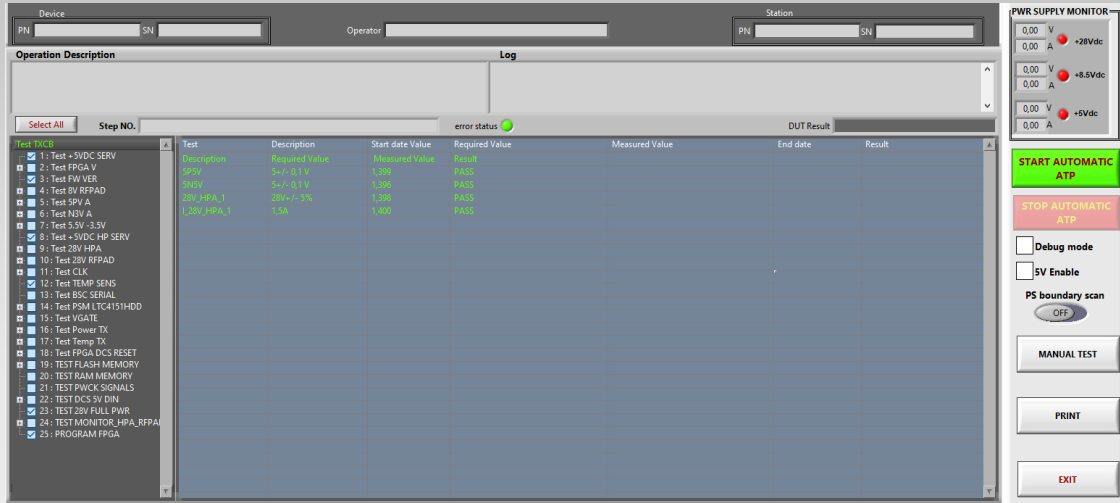 Device
PN
SN
Operator
Station
PN
SN
Operation Description
Log
Select All
Step NO.
error status
DUT Result
Test TXCB
1 : Test +5VDC SERV
2 : Test FPGA V
3 : Test FW VER
4 : Test 8V RFPAD
5 : Test 5PV A
6 : Test N3V A
7 : Test 5.5V -3.5V
8 : Test +5VDC HP SERV
9 : Test 28V HPA
10 : Test 28V RFPAD
11 : Test CLK
12 : Test TEMP SENS
13 : Test BSC SERIAL
14 : Test PSM LTC4151HDD
15 : Test VGATE
16 : Test Power TX
17 : Test Temp TX
18 : Test FPGA DCS RESET
19 : TEST FLASH MEMORY
20 : TEST RAM MEMORY
21 : TEST PWCK SIGNALS
22 : TEST DCS 5V DIN
23 : TEST 28V FULL PWR
24 : TEST MONITOR_HPA_RFPA
25 : PROGRAM FPGA
Test Description Start date Value Required Value Measured Value End date Result
Description Required Value Measured Value Result
5P5V 5+/- 0,1 V 1,399 PASS
5N5V 5+/- 0,1 V 1,396 PASS
28V_HPA_1 28V+/- 5% 1,398 PASS
I_28V_HPA_1 1,5A 1,400 PASS
PWR SUPPLY MONITOR
0,00 V
0,00 A
+28Vdc
0,00 V
0,00 A
+8.5Vdc
0,00 V
0,00 A
+5Vdc
START AUTOMATIC
ATP
STOP AUTOMATIC
ATP
Debug mode
5V Enable
PS boundary scan
OFF
MANUAL TEST
PRINT
EXIT